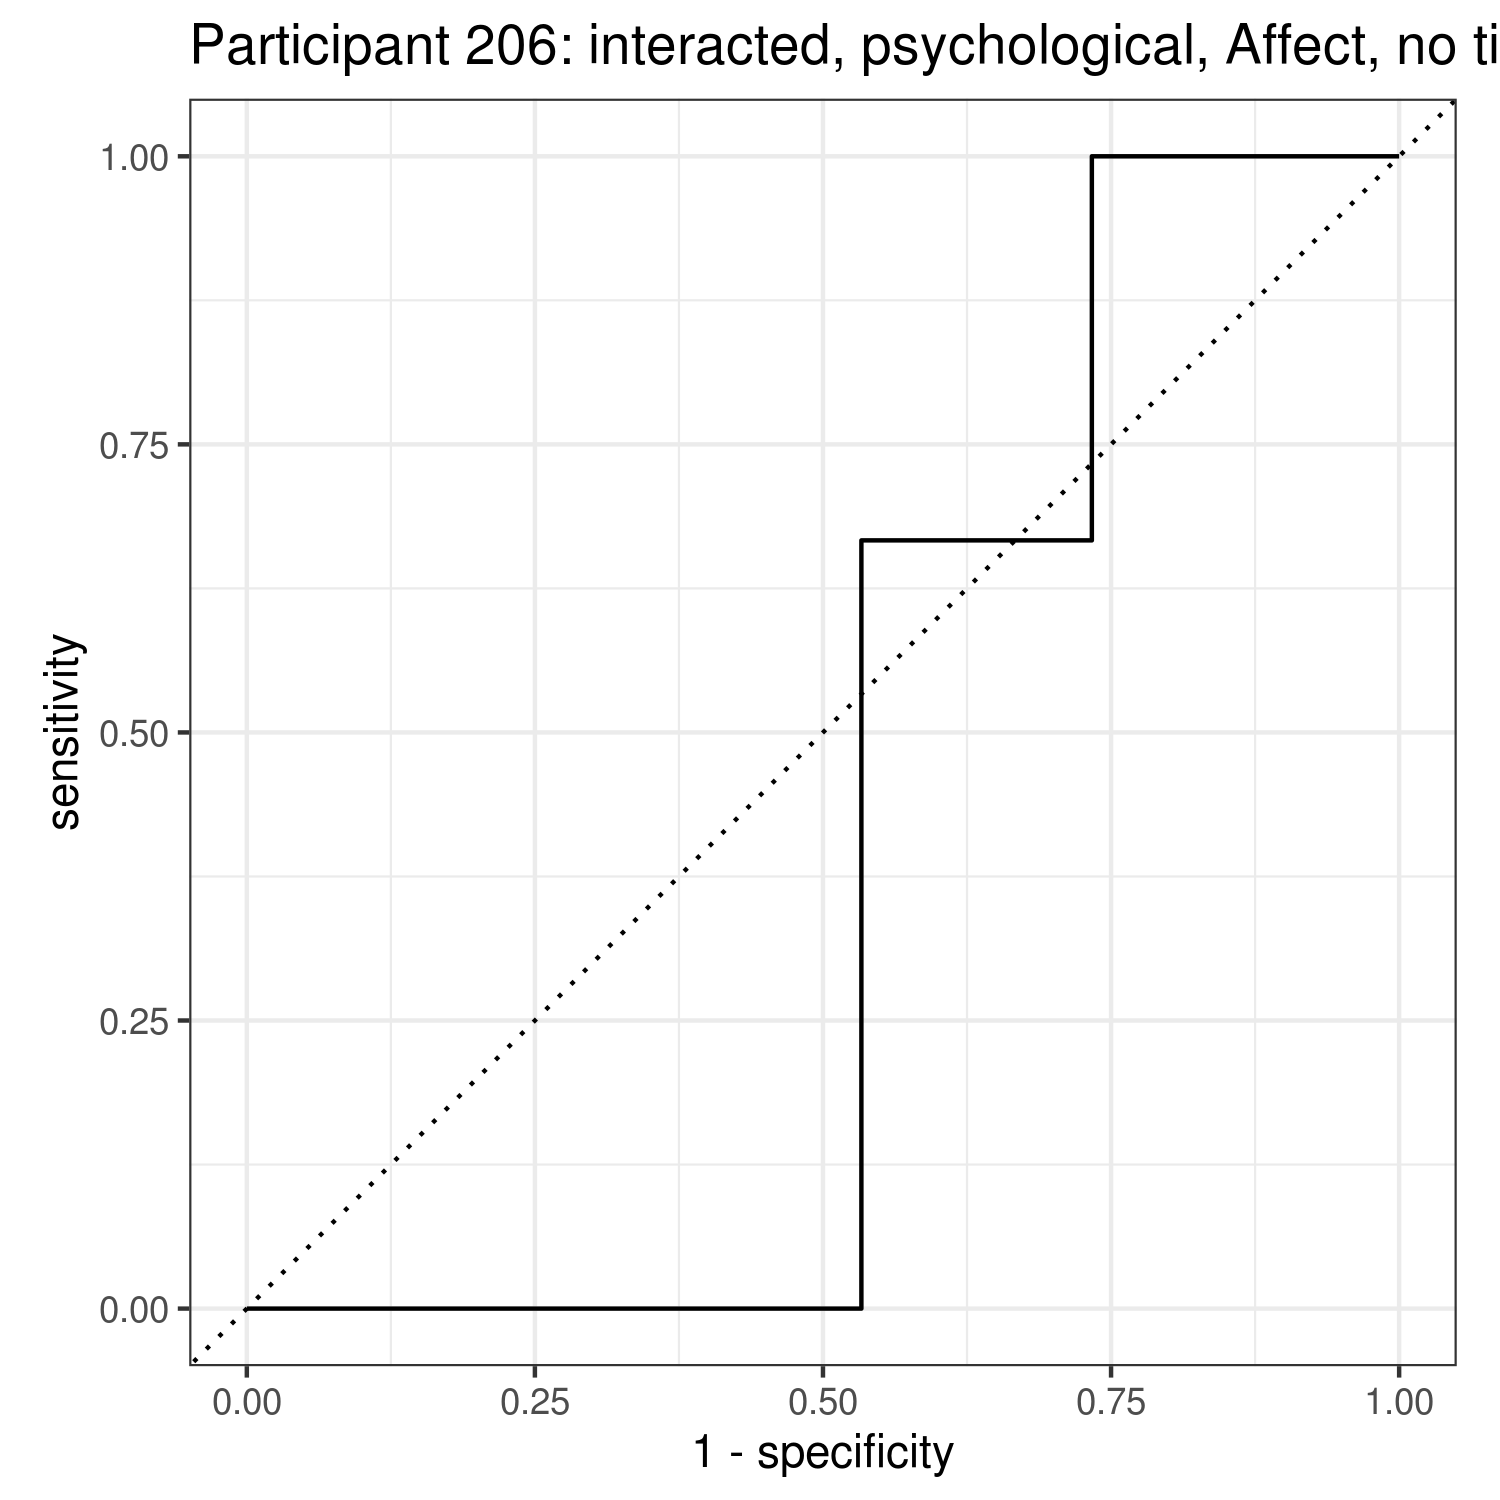 Participant 206: interacted, psychological, Affect, no ti
1.00
0.75
0.50
0.25
0.00
sensitivity
0.00 0.25 0.50 0.75 1.00
1 - specificity